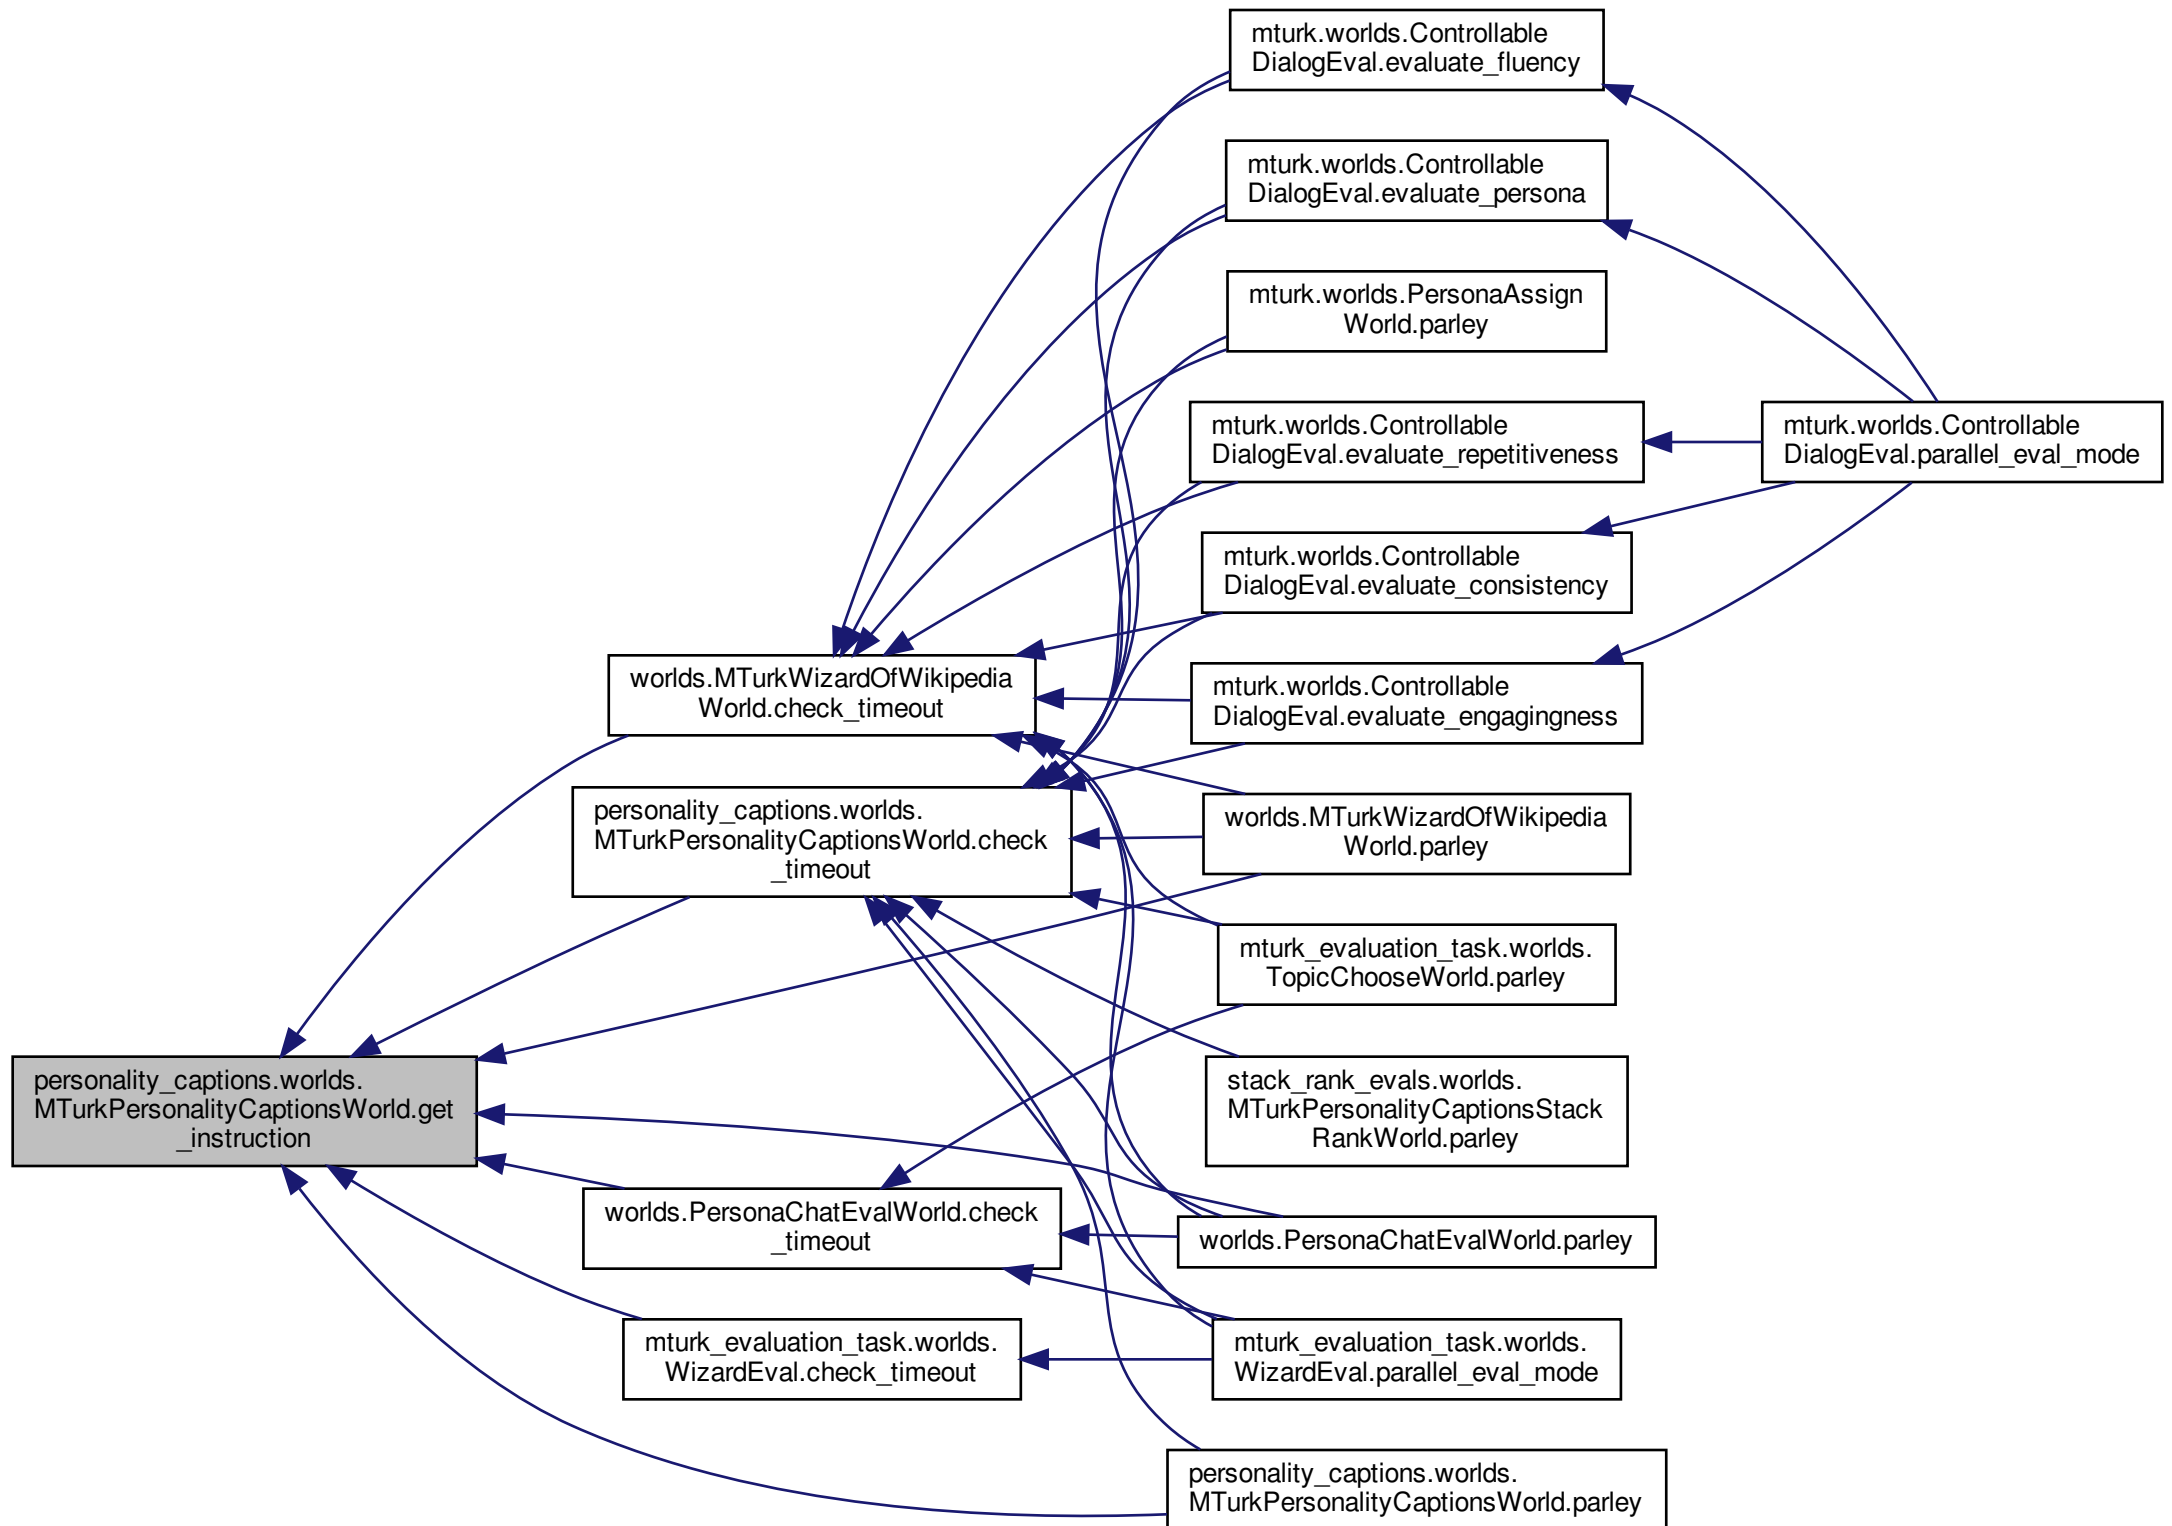 mturk.worlds.Controllable
DialogEval.evaluate_fluency
mturk.worlds.Controllable
DialogEval.evaluate_persona
mturk.worlds.PersonaAssign
World.parley
mturk.worlds.Controllable
DialogEval.evaluate_repetitiveness
mturk.worlds.Controllable
DialogEval.parallel_eval_mode
mturk.worlds.Controllable
DialogEval.evaluate_consistency
worlds.MTurkWizardOfWikipedia
World.check_timeout
mturk.worlds.Controllable
DialogEval.evaluate_engagingness
personality_captions.worlds.
MTurkPersonalityCaptionsWorld.check
_timeout
worlds.MTurkWizardOfWikipedia
World.parley
mturk_evaluation_task.worlds.
TopicChooseWorld.parley
personality_captions.worlds.
MTurkPersonalityCaptionsWorld.get
_instruction
stack_rank_evals.worlds.
MTurkPersonalityCaptionsStack
RankWorld.parley
worlds.PersonaChatEvalWorld.check
_timeout
worlds.PersonaChatEvalWorld.parley
mturk_evaluation_task.worlds.
WizardEval.check_timeout
mturk_evaluation_task.worlds.
WizardEval.parallel_eval_mode
personality_captions.worlds.
MTurkPersonalityCaptionsWorld.parley